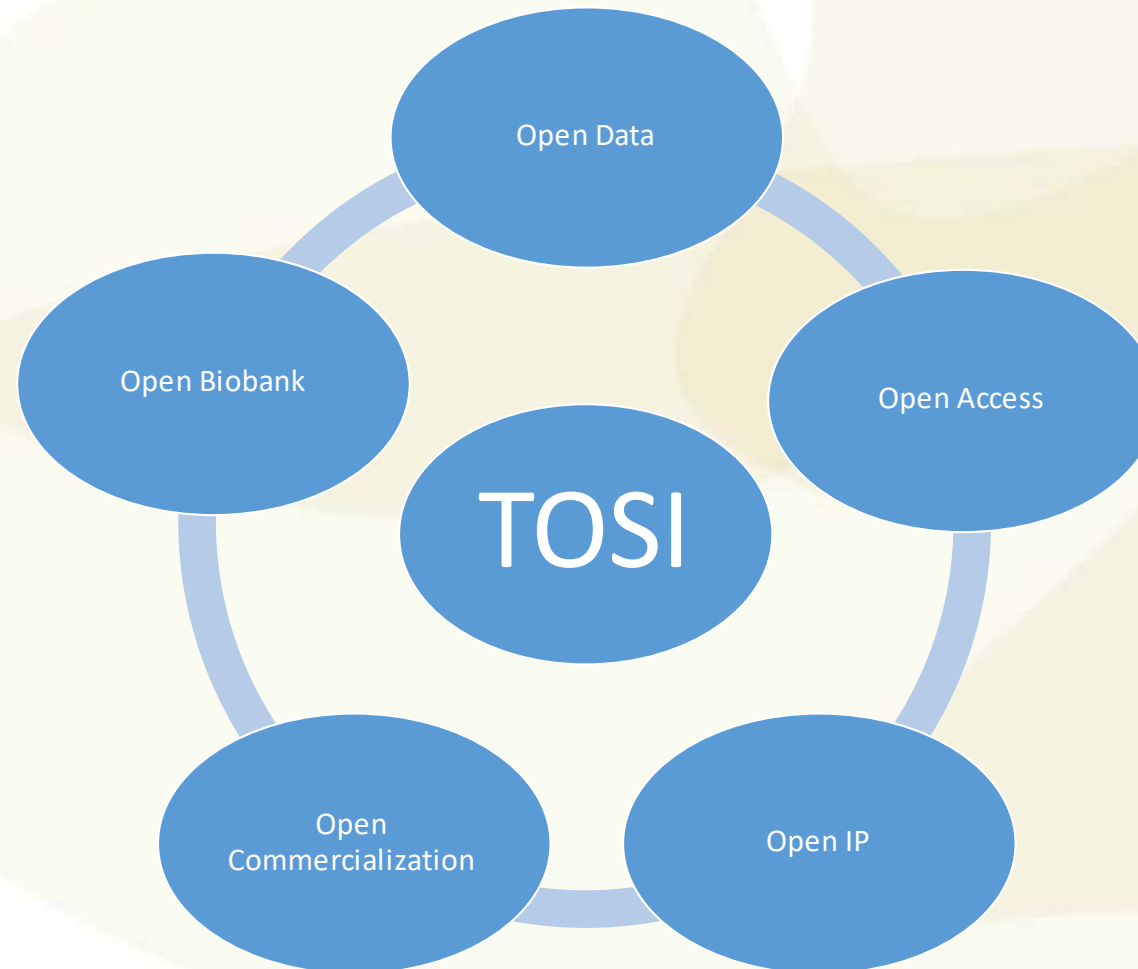 Open Data
Open Biobank
Open Access
TOSI
Open
Commercialization
Open IP